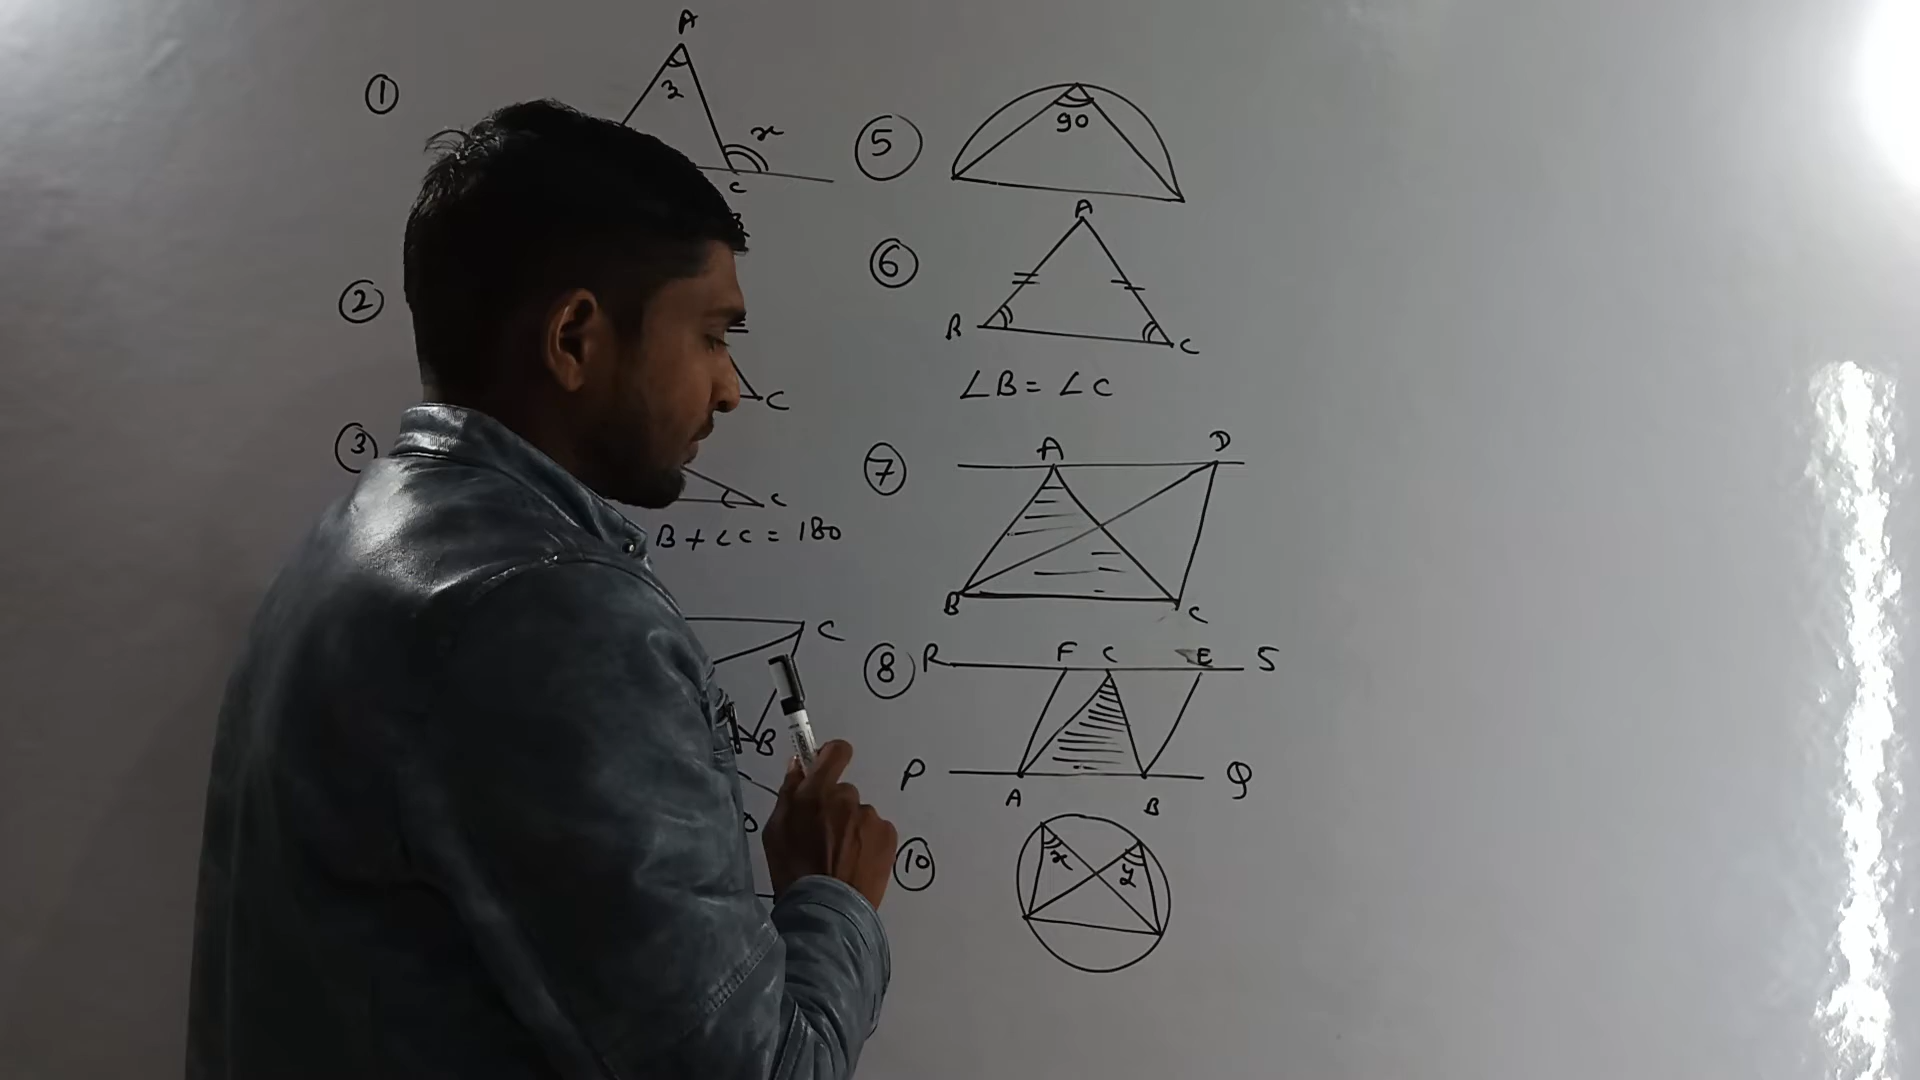 ①
A
z
x
C
②
C
③
C
B + ∠C = 180
C
B
⑤
90
⑥
A
B
C
∠B = ∠C
⑦
A
D
B
C
⑧
R
F
C
E
S
P
A
B
Q
⑩
x
y